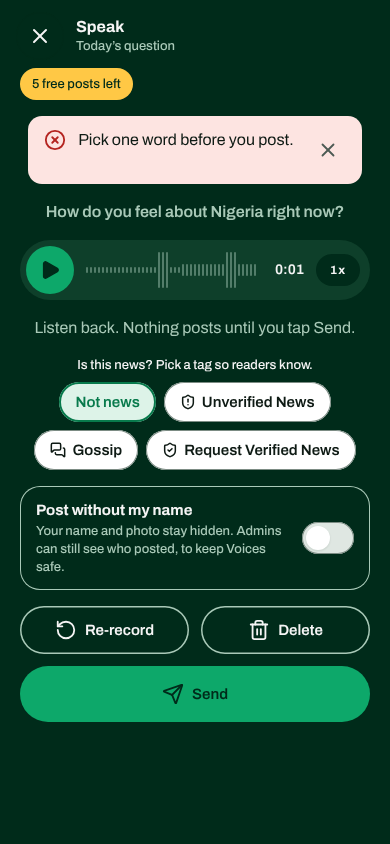 Speak
Today's question
5 free posts left
Pick one word before you post.
How do you feel about Nigeria right now?
0:01
1x
Listen back. Nothing posts until you tap Send.
Is this news? Pick a tag so readers know.
Not news
Unverified News
Gossip
Request Verified News
Post without my name
Your name and photo stay hidden. Admins
can still see who posted, to keep Voices
safe.
Re-record
Delete
Send